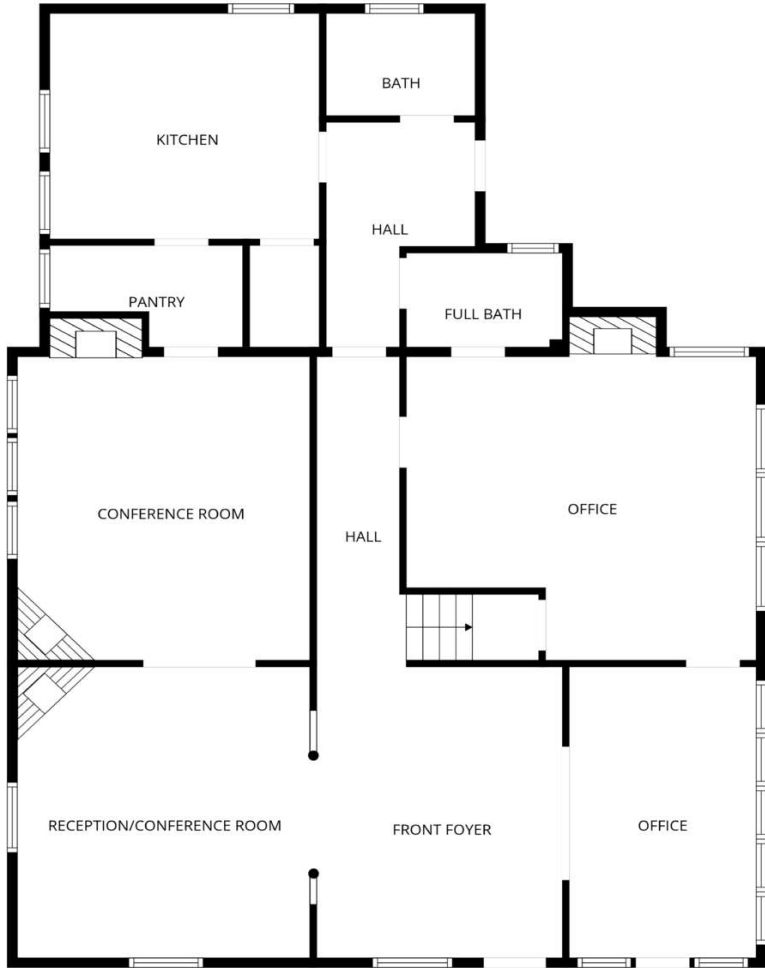 BATH
KITCHEN
HALL
PANTRY
FULL BATH
CONFERENCE ROOM
OFFICE
HALL
RECEPTION/CONFERENCE ROOM
FRONT FOYER
OFFICE